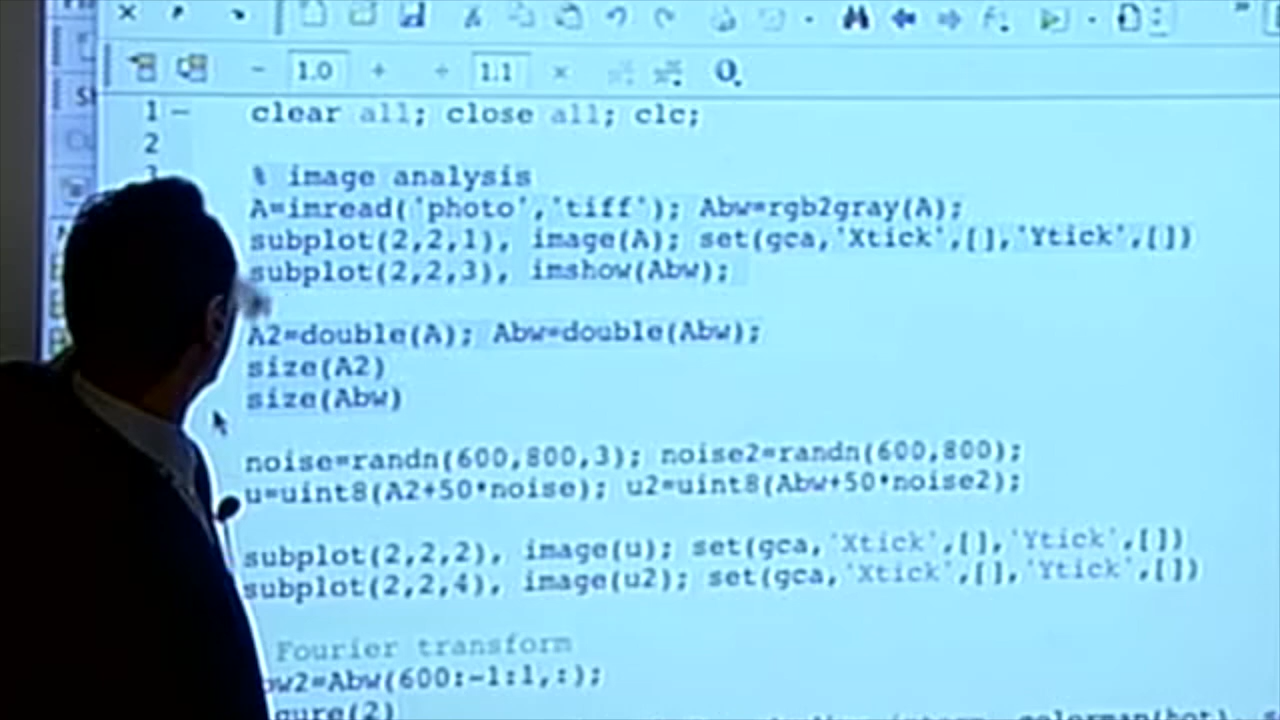 1.0
1.1
1
clear all; close all; clc;
2
3
% image analysis
A=imread('photo','tiff'); Abw=rgb2gray(A);
subplot(2,2,1), image(A); set(gca,'Xtick',[],'Ytick',[])
subplot(2,2,3), imshow(Abw);
A2=double(A); Abw=double(Abw);
size(A2)
size(Abw)
noise=randn(600,800,3); noise2=randn(600,800);
u=uint8(A2+50*noise); u2=uint8(Abw+50*noise2);
subplot(2,2,2), image(u); set(gca,'Xtick',[],'Ytick',[])
subplot(2,2,4), image(u2); set(gca,'Xtick',[],'Ytick',[])
Fourier transform
bw2=Abw(600:-1:1,:);
gure(2)